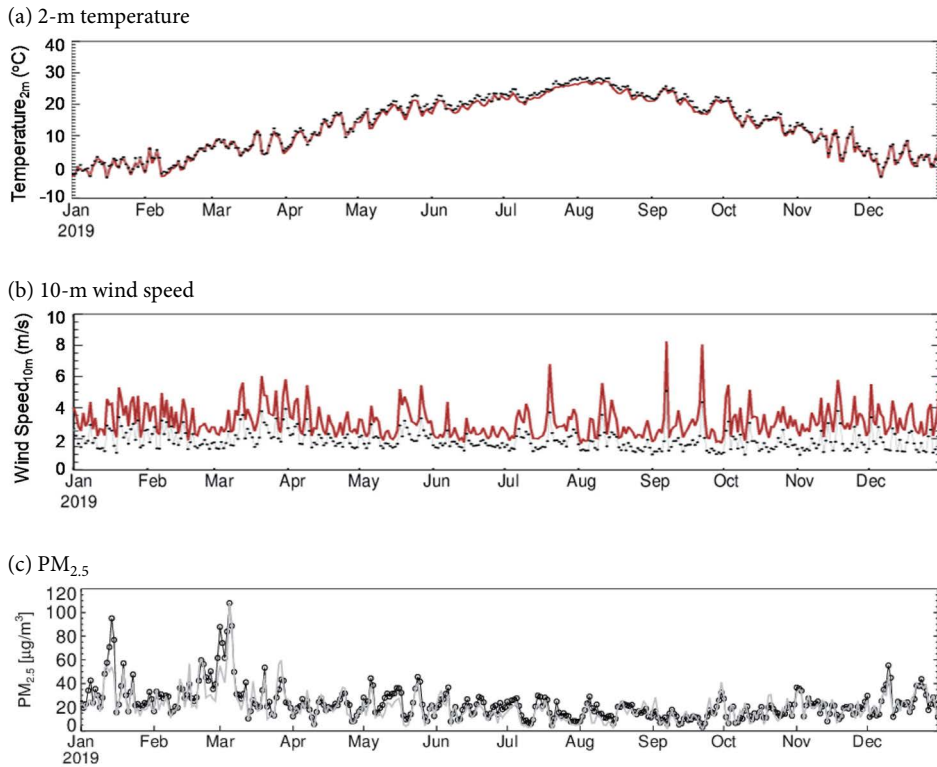 (a) 2-m temperature
Temperature2m (ºC)
40
30
20
10
0
-10
Jan Feb Mar Apr May Jun Jul Aug Sep Oct Nov Dec
2019
(b) 10-m wind speed
Wind Speed10m (m/s)
10
8
6
4
2
0
Jan Feb Mar Apr May Jun Jul Aug Sep Oct Nov Dec
2019
(c) PM2.5
PM2.5 [μg/m3]
120
100
80
60
40
20
0
Jan Feb Mar Apr May Jun Jul Aug Sep Oct Nov Dec
2019